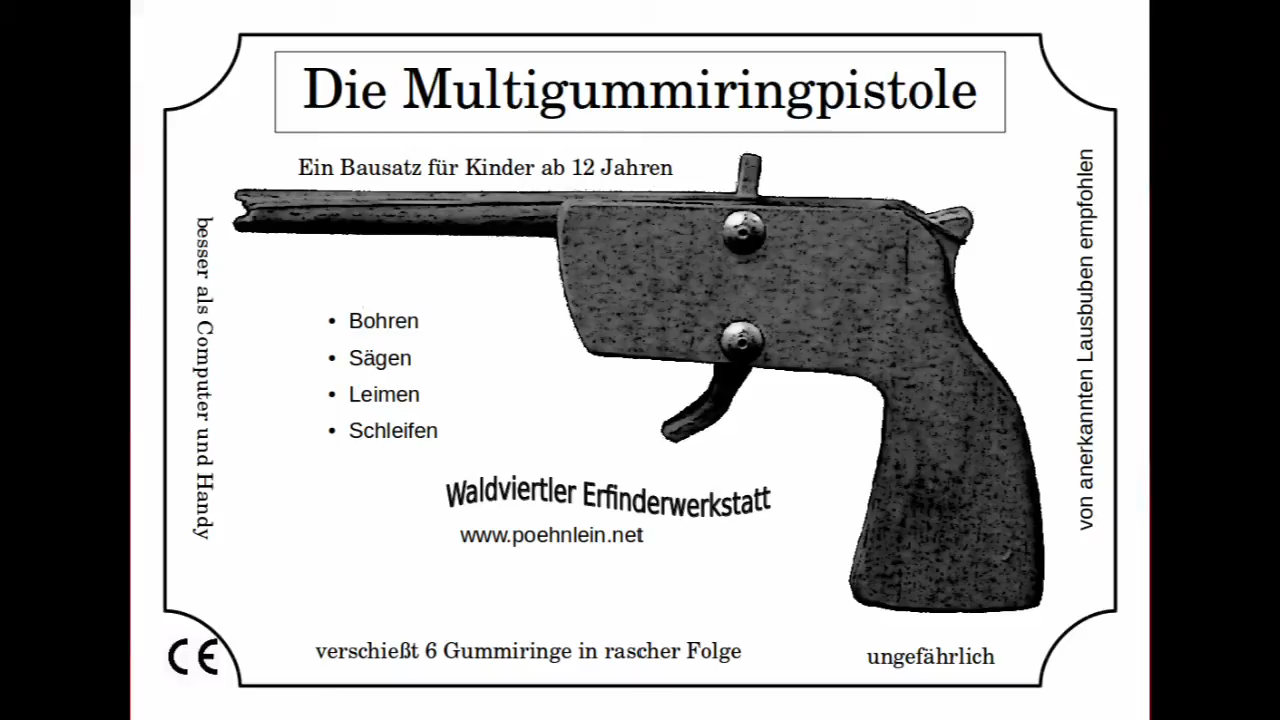 Die Multigummiringpistole
Ein Bausatz für Kinder ab 12 Jahren
besser als Computer und Handy
von anerkannten Lausbuben empfohlen
• Bohren
• Sägen
• Leimen
• Schleifen
Waldviertler Erfinderwerkstatt
www.poehnlein.net
CE
verschießt 6 Gummiringe in rascher Folge
ungefährlich